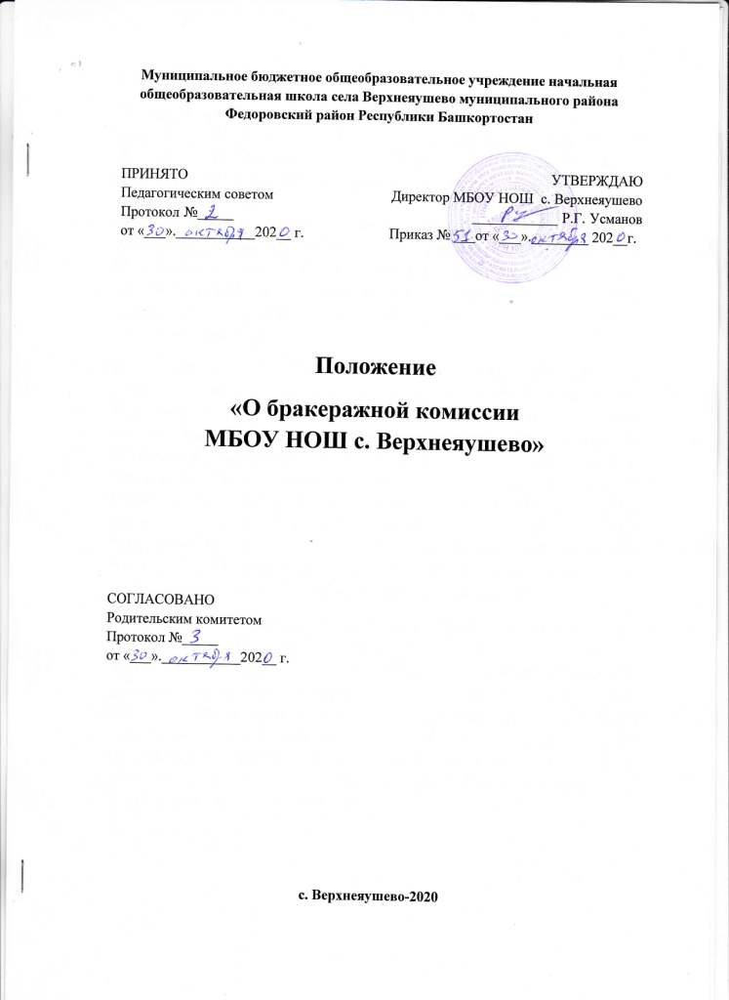 Муниципальное бюджетное общеобразовательное учреждение начальная
общеобразовательная школа села Верхнеяушево муниципального района
Федоровский район Республики Башкортостан
ПРИНЯТО
Педагогическим советом
Протокол № 2
от «30». октября 2020 г.
УТВЕРЖДАЮ
Директор МБОУ НОШ с. Верхнеяушево
Р.Г. Усманов
Приказ № 51 от «30». октября 2020 г.
Положение
«О бракеражной комиссии
МБОУ НОШ с. Верхнеяушево»
СОГЛАСОВАНО
Родительским комитетом
Протокол № 3
от «30». октября 2020 г.
с. Верхнеяушево-2020